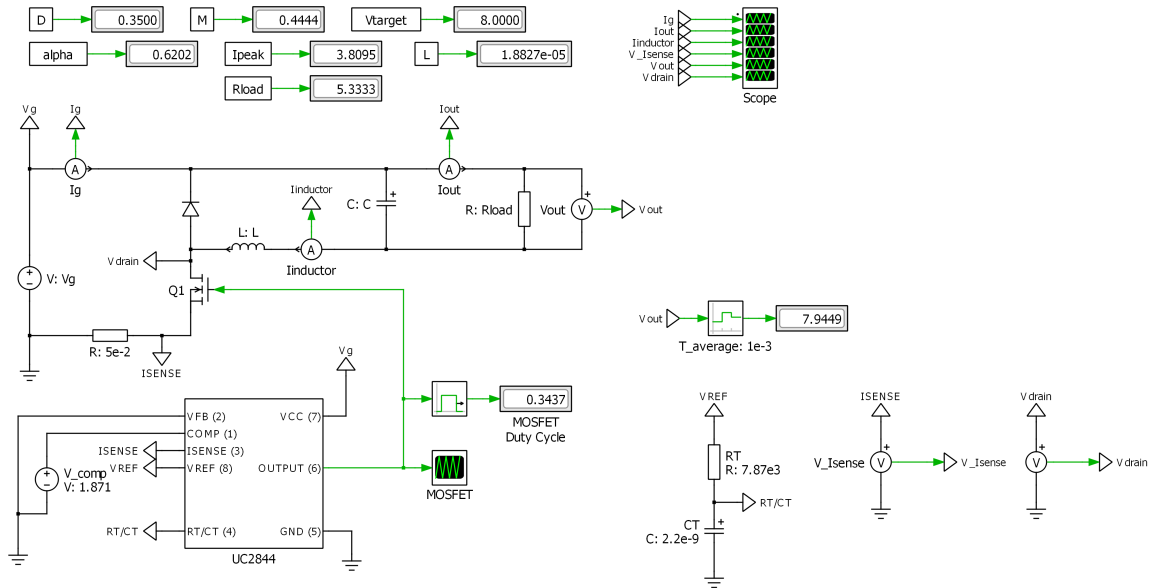 D
0.3500
M
0.4444
Vtarget
8.0000
alpha
0.6202
Ipeak
3.8095
L
1.8827e-05
Rload
5.3333
Ig
Iout
Iinductor
V_Isense
Vout
Vdrain
Scope
Vg
Ig
A
Ig
Iout
A
Iout
Iinductor
A
Iinductor
L: L
C: C
+
R: Rload
Vout
V
+
Vout
Vdrain
Q1
V: Vg
+
R: 5e-2
ISENSE
Vout
T_average: 1e-3
7.9449
Vg
VFB (2)
COMP (1)
ISENSE (3)
VREF (8)
RT/CT (4)
VCC (7)
OUTPUT (6)
GND (5)
UC2844
ISENSE
VREF
RT/CT
+
V_comp
V: 1.871
0.3437
MOSFET
Duty Cycle
MOSFET
VREF
RT
R: 7.87e3
RT/CT
CT
C: 2.2e-9
+
ISENSE
V_Isense
V
+
V_Isense
Vdrain
V
+
Vdrain